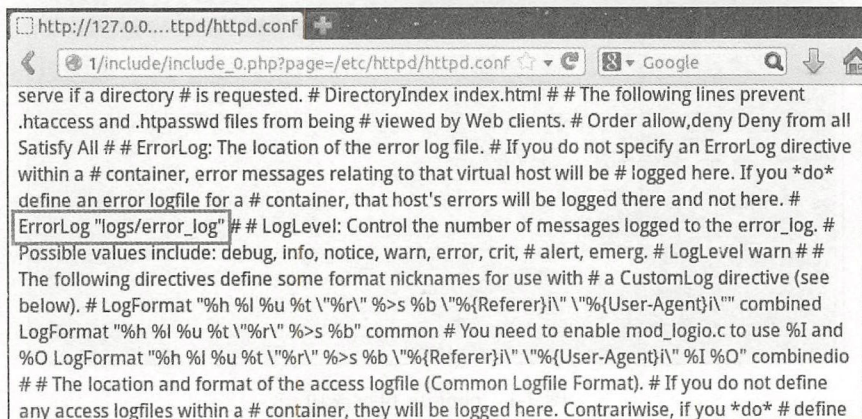 http://127.0.0....ttpd/httpd.conf
1/include/include_0.php?page=/etc/httpd/httpd.conf
8 Google
serve if a directory # is requested. # DirectoryIndex index.html # # The following lines prevent
.htaccess and .htpasswd files from being # viewed by Web clients. # Order allow,deny Deny from all
Satisfy All # # ErrorLog: The location of the error log file. # If you do not specify an ErrorLog directive
within a # container, error messages relating to that virtual host will be # logged here. If you *do*
define an error logfile for a # container, that host's errors will be logged there and not here. #
ErrorLog "logs/error_log" # # LogLevel: Control the number of messages logged to the error_log. #
Possible values include: debug, info, notice, warn, error, crit, # alert, emerg. # LogLevel warn # #
The following directives define some format nicknames for use with # a CustomLog directive (see
below). # LogFormat "%h %l %u %t \"%r\" %>s %b \"%{Referer}i\" \"%{User-Agent}i\"" combined
LogFormat "%h %l %u %t \"%r\" %>s %b" common # You need to enable mod_logio.c to use %I and
%O LogFormat "%h %l %u %t \"%r\" %>s %b \"%{Referer}i\" \"%{User-Agent}i\" %I %O" combinedio
# # The location and format of the access logfile (Common Logfile Format). # If you do not define
any access logfiles within a # container, they will be logged here. Contrariwise, if you *do* # define